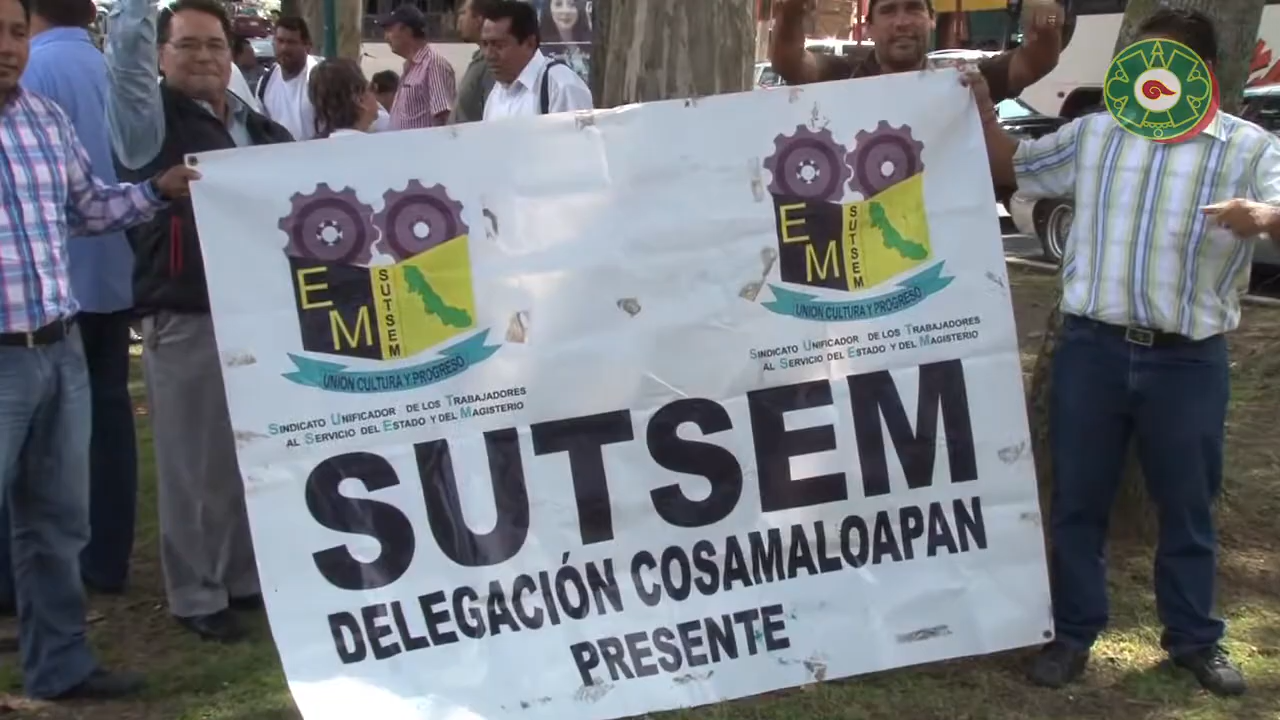 EM
SUTSEM
UNION CULTURA Y PROGRESO
SINDICATO UNIFICADOR DE LOS TRABAJADORES
AL SERVICIO DEL ESTADO Y DEL MAGISTERIO
EM
SUTSEM
UNION CULTURA Y PROGRESO
SINDICATO UNIFICADOR DE LOS TRABAJADORES
AL SERVICIO DEL ESTADO Y DEL MAGISTERIO
SUTSEM
DELEGACIÓN COSAMALOAPAN
PRESENTE